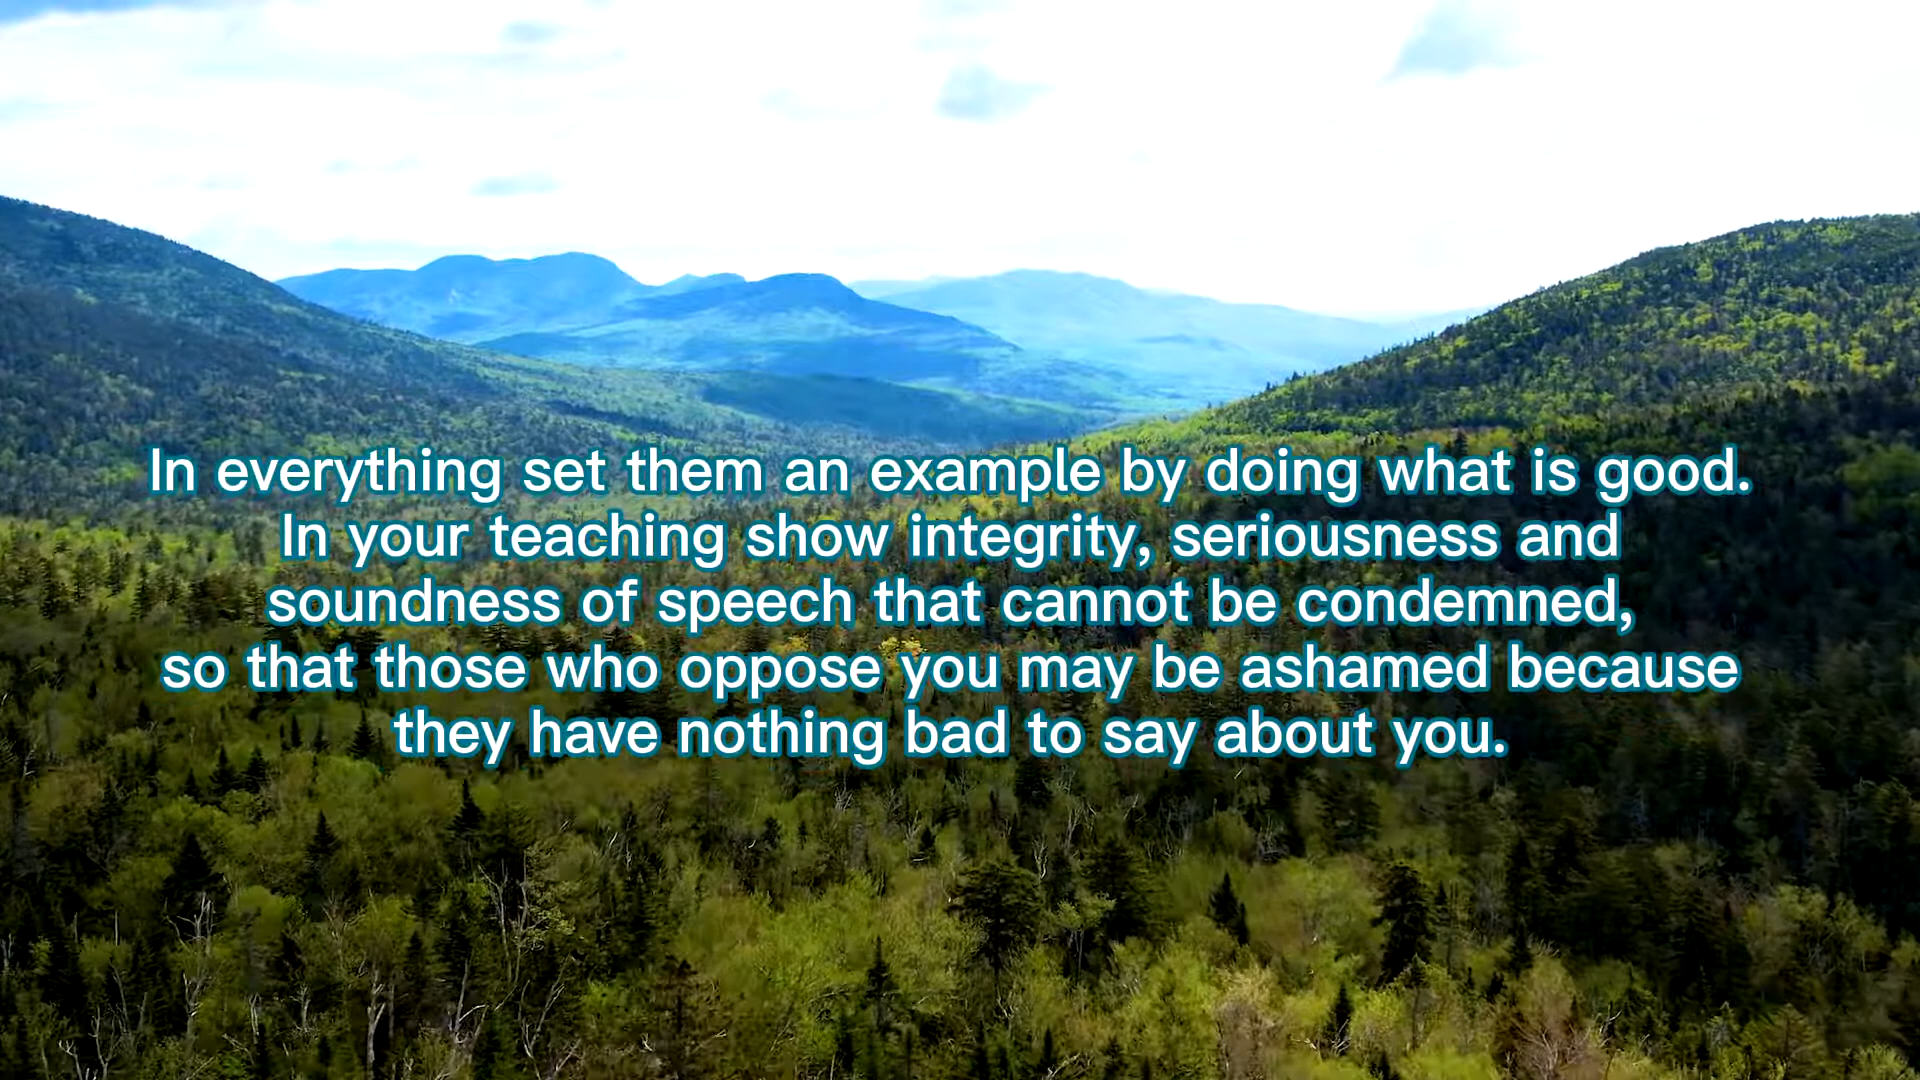 In everything set them an example by doing what is good.
In your teaching show integrity, seriousness and
soundness of speech that cannot be condemned,
so that those who oppose you may be ashamed because
they have nothing bad to say about you.